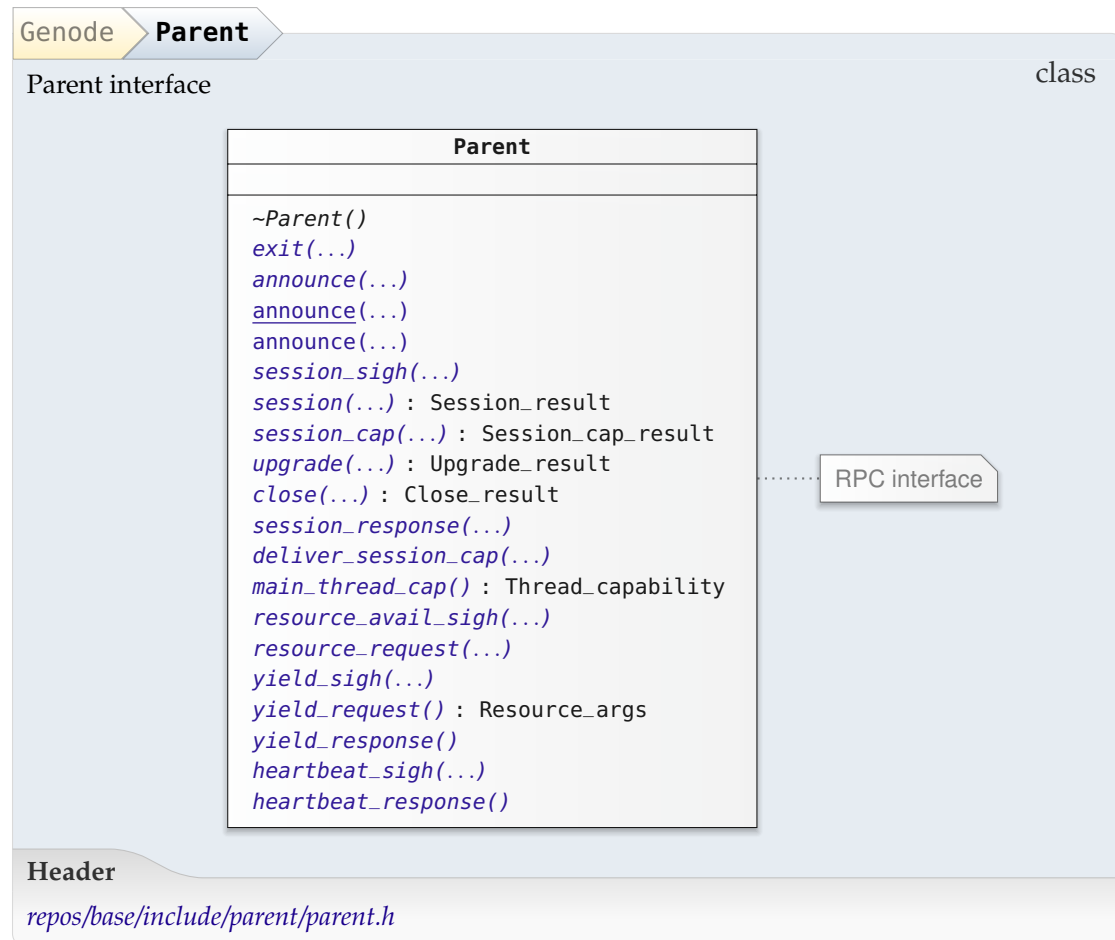 Genode Parent
class
Parent interface
Parent
~Parent()
exit(...)
announce(...)
announce(...)
announce(...)
session_sigh(...)
session(...) : Session_result
session_cap(...) : Session_cap_result
upgrade(...) : Upgrade_result
close(...) : Close_result
session_response(...)
deliver_session_cap(...)
main_thread_cap() : Thread_capability
resource_avail_sigh(...)
resource_request(...)
yield_sigh(...)
yield_request() : Resource_args
yield_response()
heartbeat_sigh(...)
heartbeat_response()
RPC interface
Header
repos/base/include/parent/parent.h